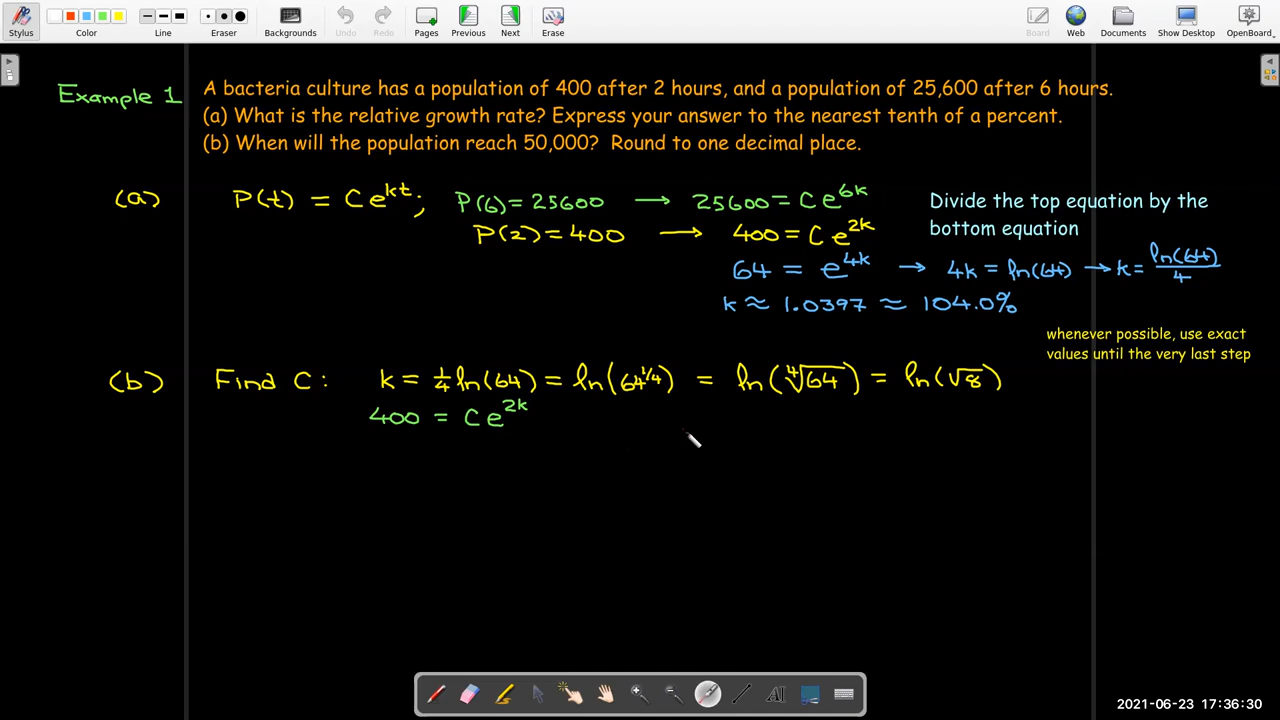 Stylus
Color
Line
Eraser
Backgrounds
Undo
Redo
Pages
Previous
Next
Erase
Board
Web
Documents
Show Desktop
OpenBoard
Example 1
A bacteria culture has a population of 400 after 2 hours, and a population of 25,600 after 6 hours.
(a) What is the relative growth rate? Express your answer to the nearest tenth of a percent.
(b) When will the population reach 50,000? Round to one decimal place.
(a) P(t) = Ce^{kt}; P(6) = 25600 → 25600 = Ce^{6k}
P(2) = 400 → 400 = Ce^{2k}
Divide the top equation by the
bottom equation
64 = e^{4k} → 4k = ln(64) → k = ln(64)/4
k ≈ 1.0397 ≈ 104.0%
whenever possible, use exact
values until the very last step
(b) Find C: k = 1/4 ln(64) = ln(64^{1/4}) = ln(∜64) = ln(√8)
400 = Ce^{2k}
AI
2021-06-23 17:36:30